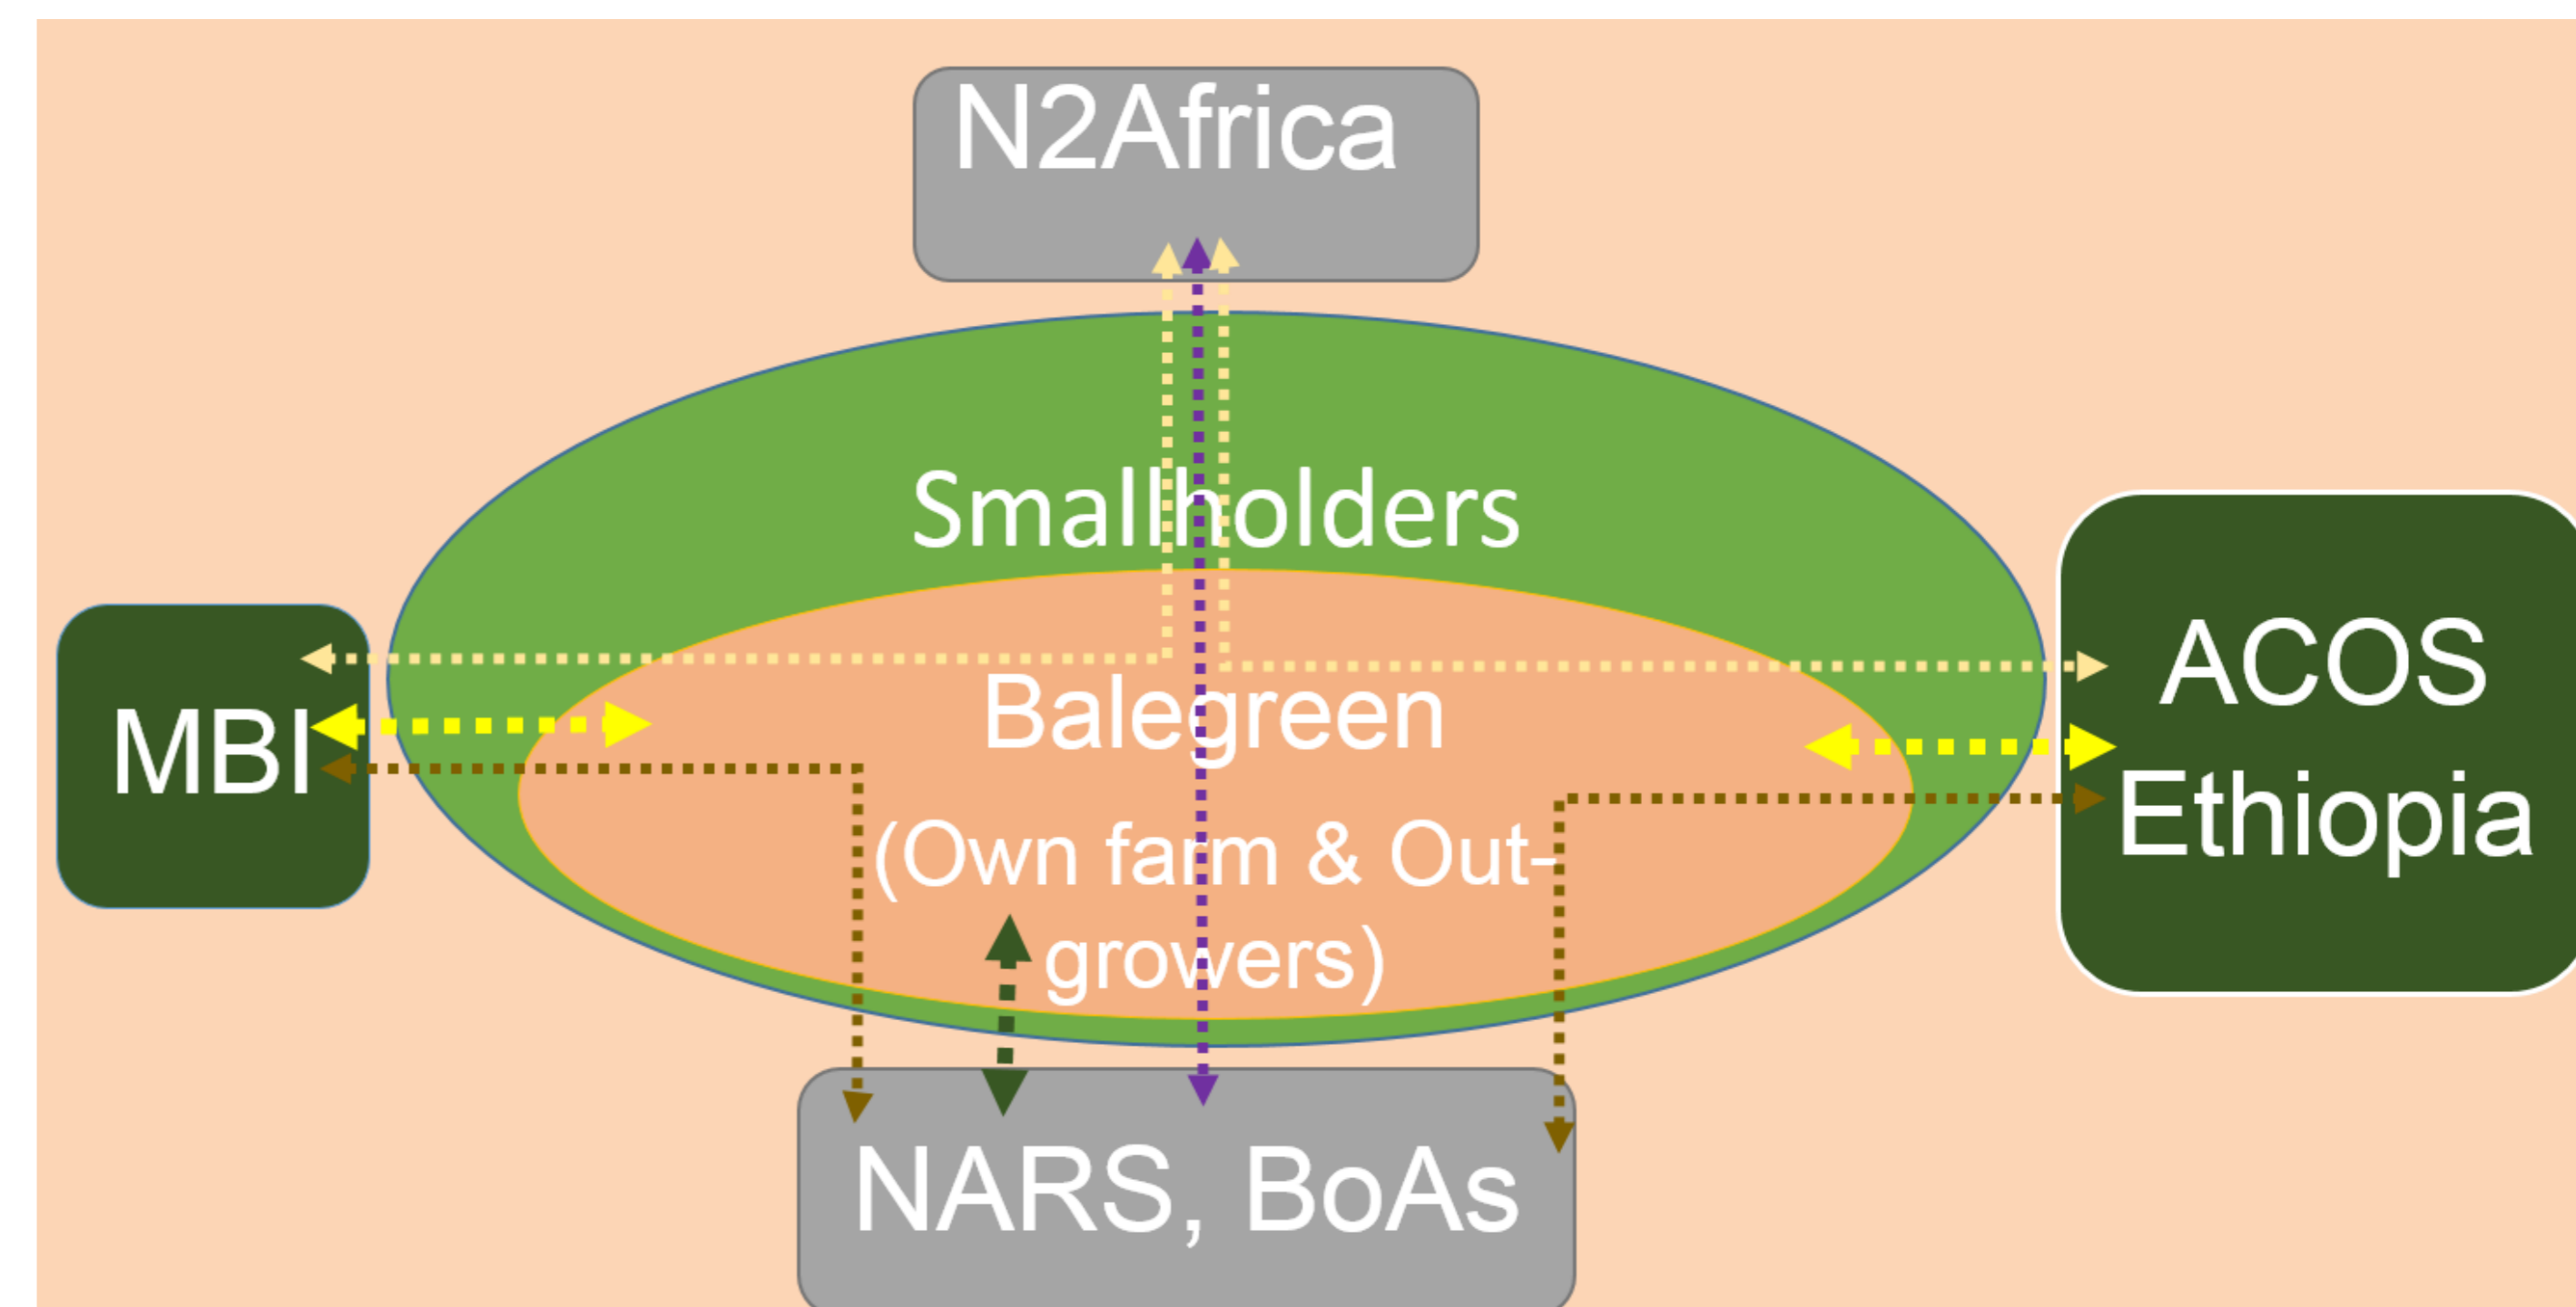 N2Africa
Smallholders
MBI
Balegreen
(Own farm & Out-
growers)
ACOS
Ethiopia
NARS, BoAs